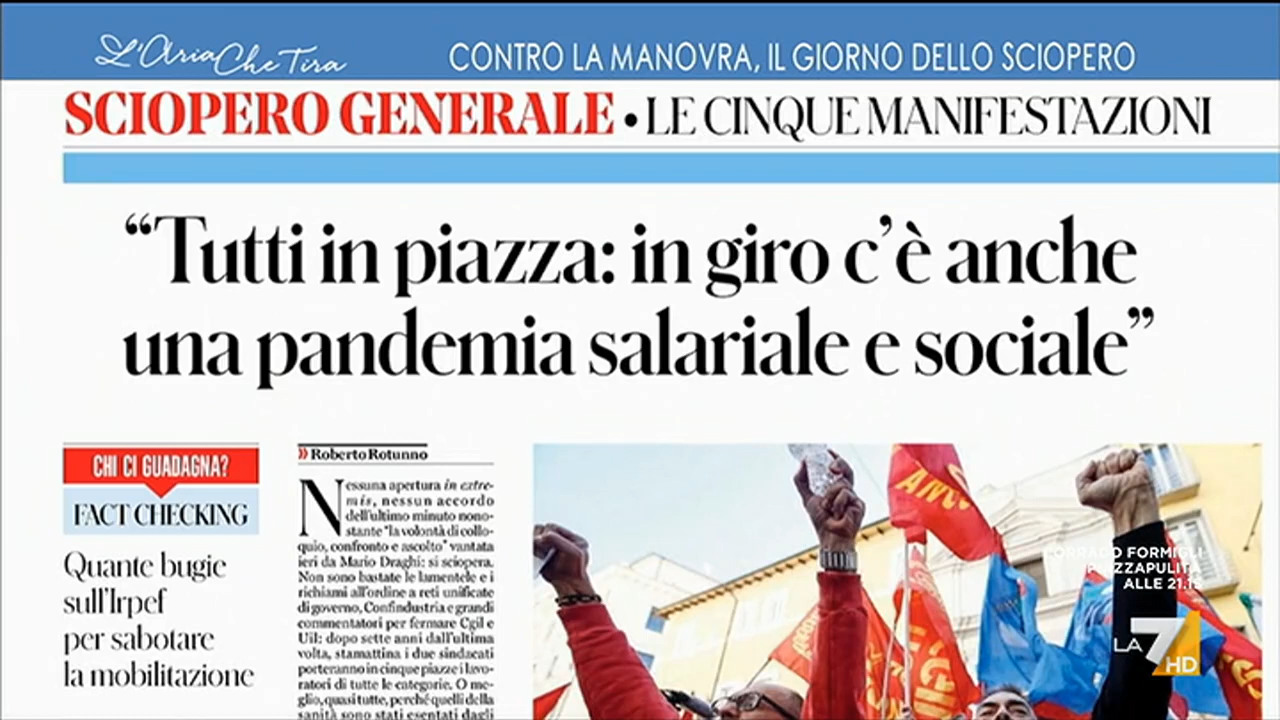 L'Aria Che Tira
CONTRO LA MANOVRA, IL GIORNO DELLO SCIOPERO
SCIOPERO GENERALE • LE CINQUE MANIFESTAZIONI
“Tutti in piazza: in giro c’è anche
una pandemia salariale e sociale”
CHI CI GUADAGNA?
FACT CHECKING
Quante bugie
sull’Irpef
per sabotare
la mobilitazione
» Roberto Rotunno
Nessuna apertura in extre-
mis, nessun accordo
dell’ultimo minuto nono-
stante “la volontà di collo-
quio, confronto e ascolto” vantata
ieri da Mario Draghi: si sciopera.
Non sono bastate le lamentele e i
richiami all’ordine a reti unificate
di governo, Confindustria e grandi
commentatori per fermare Cgil e
Uil: dopo sette anni dall’ultima
volta, stamattina i due sindacati
porteranno in cinque piazze i lavo-
ratori di tutte le categorie. O me-
glio, quasi tutte, perché quelli della
sanità sono stati esentati dagli
CORRADO FORMIGLI
PIAZZAPULITA
ALLE 21.15
LA 7 HD